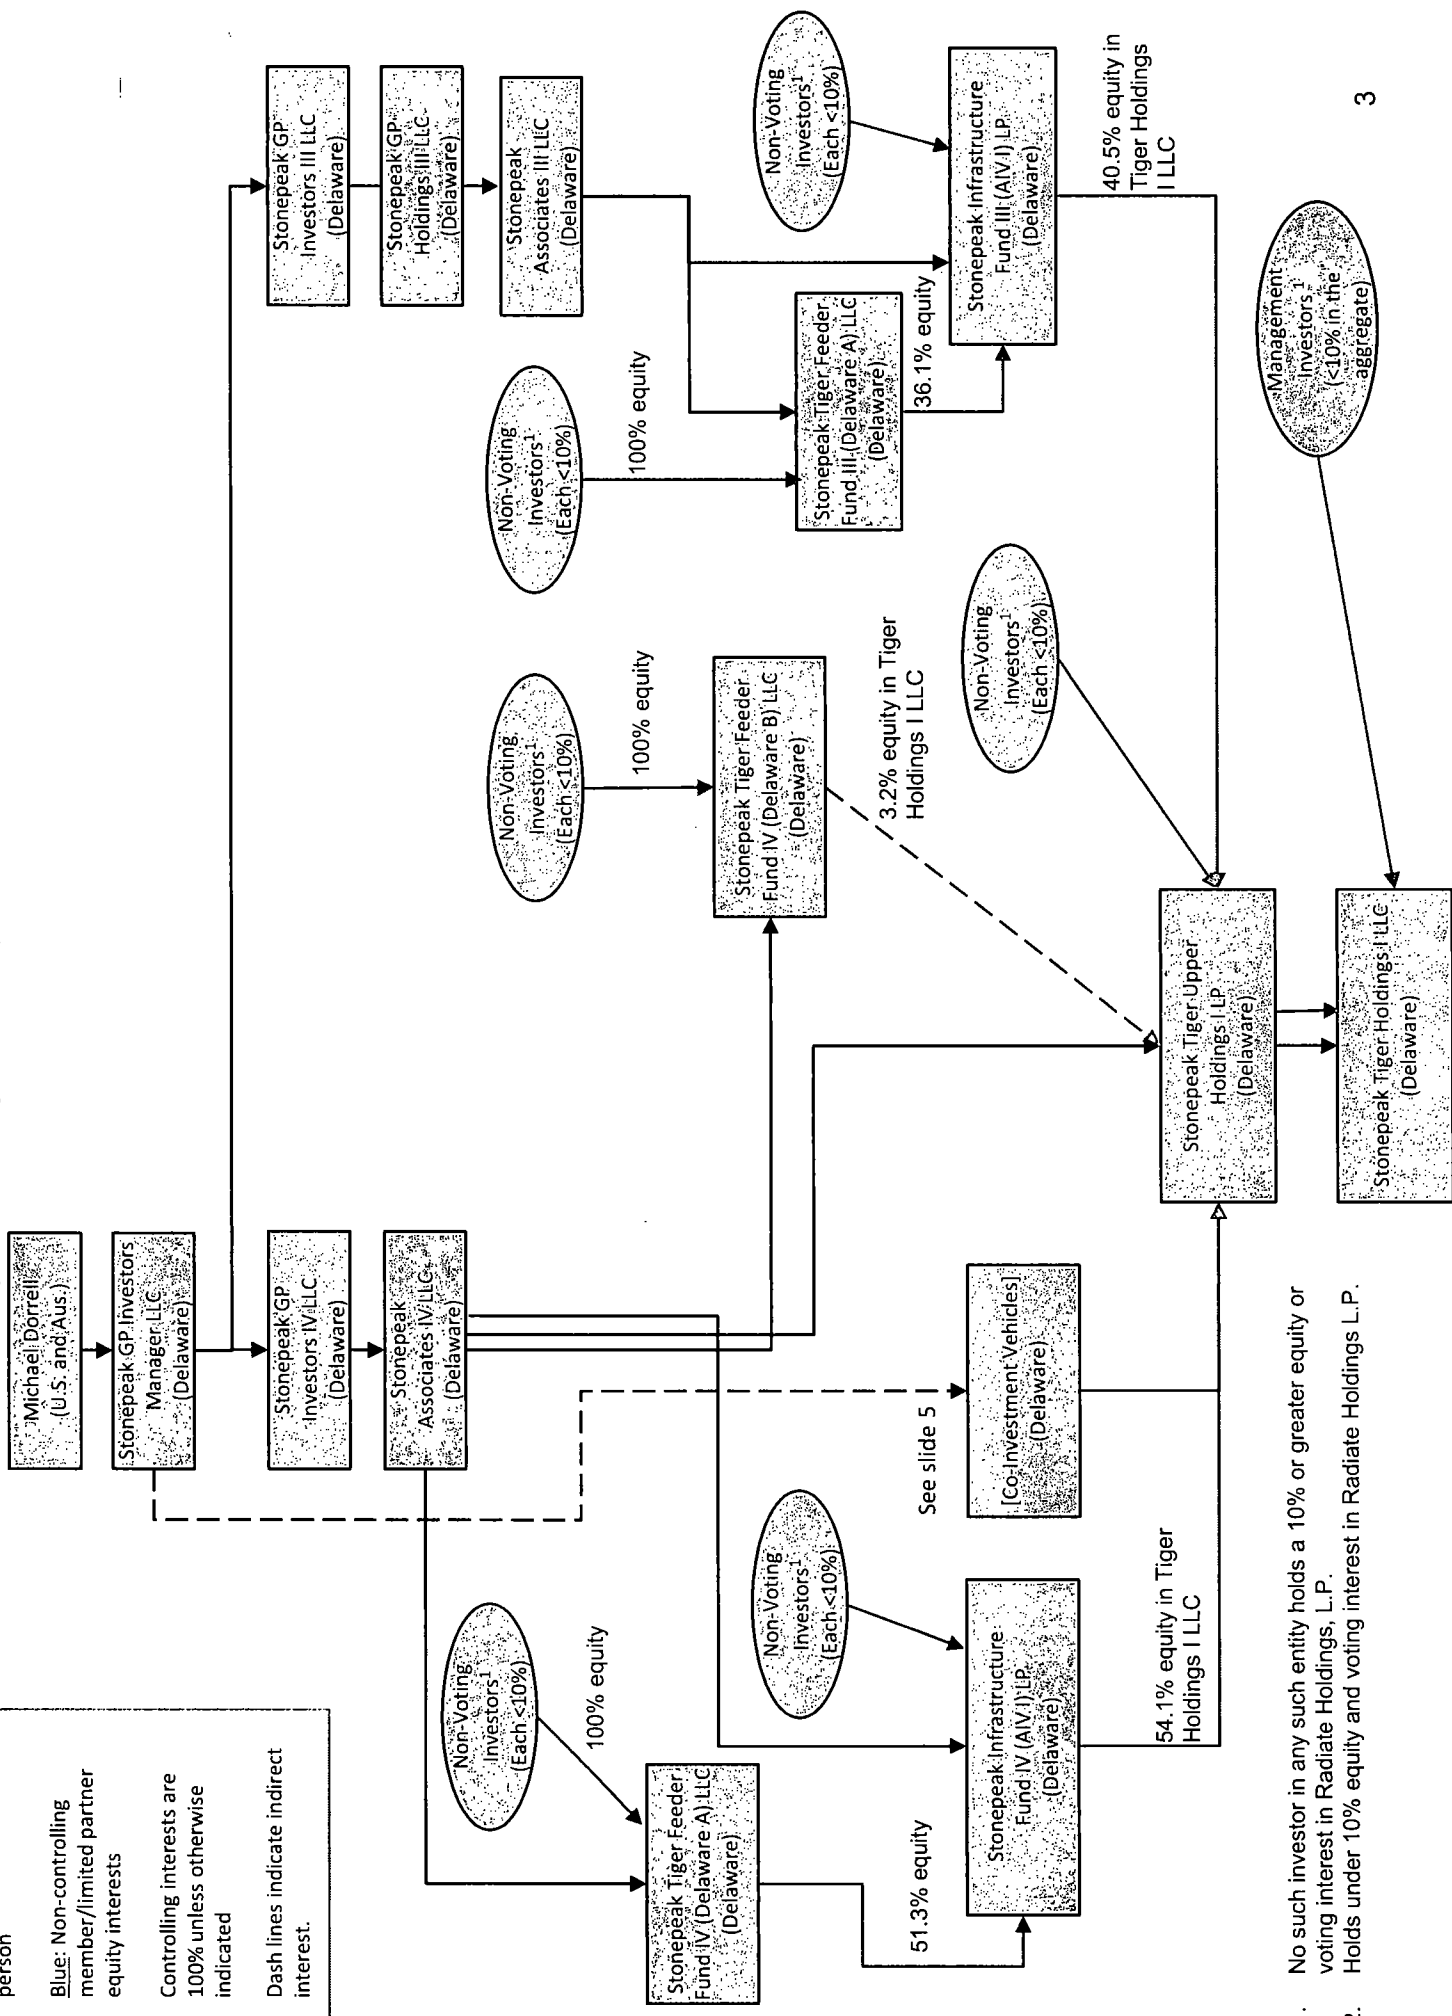 person
Blue: Non-controlling
member/limited partner
equity interests
Controlling interests are
100% unless otherwise
indicated
Dash lines indicate indirect
interest.
Michael Dorrell
(U.S. and Aus.)
Stonepeak GP Investors
Manager LLC
(Delaware)
Stonepeak GP
Investors IV LLC
(Delaware)
Stonepeak
Associates IV LLC
(Delaware)
Stonepeak GP
Investors III LLC
(Delaware)
Stonepeak GP
Holdings III LLC
(Delaware)
Stonepeak
Associates III LLC
(Delaware)
Non-Voting
Investors1
(Each <10%)
100% equity
Stonepeak Tiger Feeder
Fund IV (Delaware A) LLC
(Delaware)
51.3% equity
Non-Voting
Investors1
(Each <10%)
Stonepeak Infrastructure
Fund IV (AIV I) LP
(Delaware)
54.1% equity in Tiger
Holdings I LLC
See slide 5
[Co-Investment Vehicles]
(Delaware)
Non-Voting
Investors1
(Each <10%)
100% equity
Stonepeak Tiger Feeder
Fund IV (Delaware B) LLC
(Delaware)
3.2% equity in Tiger
Holdings I LLC
Non-Voting
Investors1
(Each <10%)
100% equity
Stonepeak Tiger Feeder
Fund III (Delaware A) LLC
(Delaware)
36.1% equity
Non-Voting
Investors1
(Each <10%)
Stonepeak Infrastructure
Fund III (AIV I) LP
(Delaware)
40.5% equity in
Tiger Holdings
I LLC
Non-Voting
Investors1
(Each <10%)
Stonepeak Tiger Upper
Holdings I LP
(Delaware)
Management
Investors 1
(<10% in the
aggregate)
Stonepeak Tiger Holdings I LLC
(Delaware)
No such investor in any such entity holds a 10% or greater equity or
voting interest in Radiate Holdings, L.P.
2. Holds under 10% equity and voting interest in Radiate Holdings L.P.
3